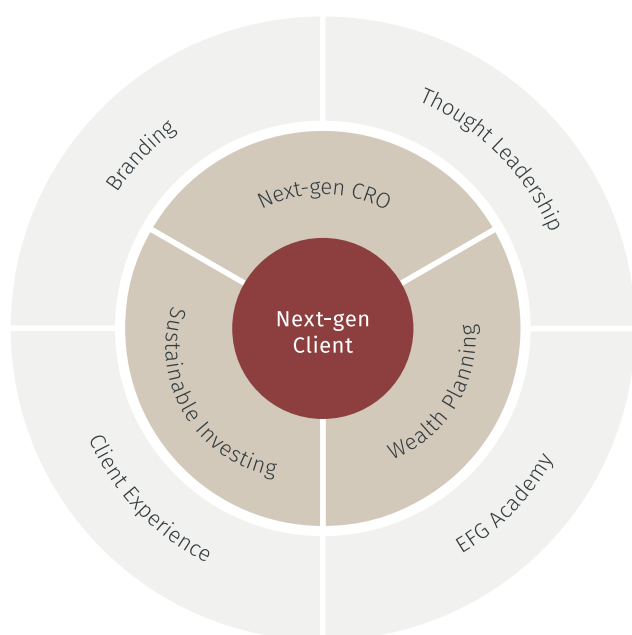 Branding
Thought Leadership
Next-gen CRO
Next-gen
Client
Sustainable Investing
Wealth Planning
Client Experience
EFG Academy